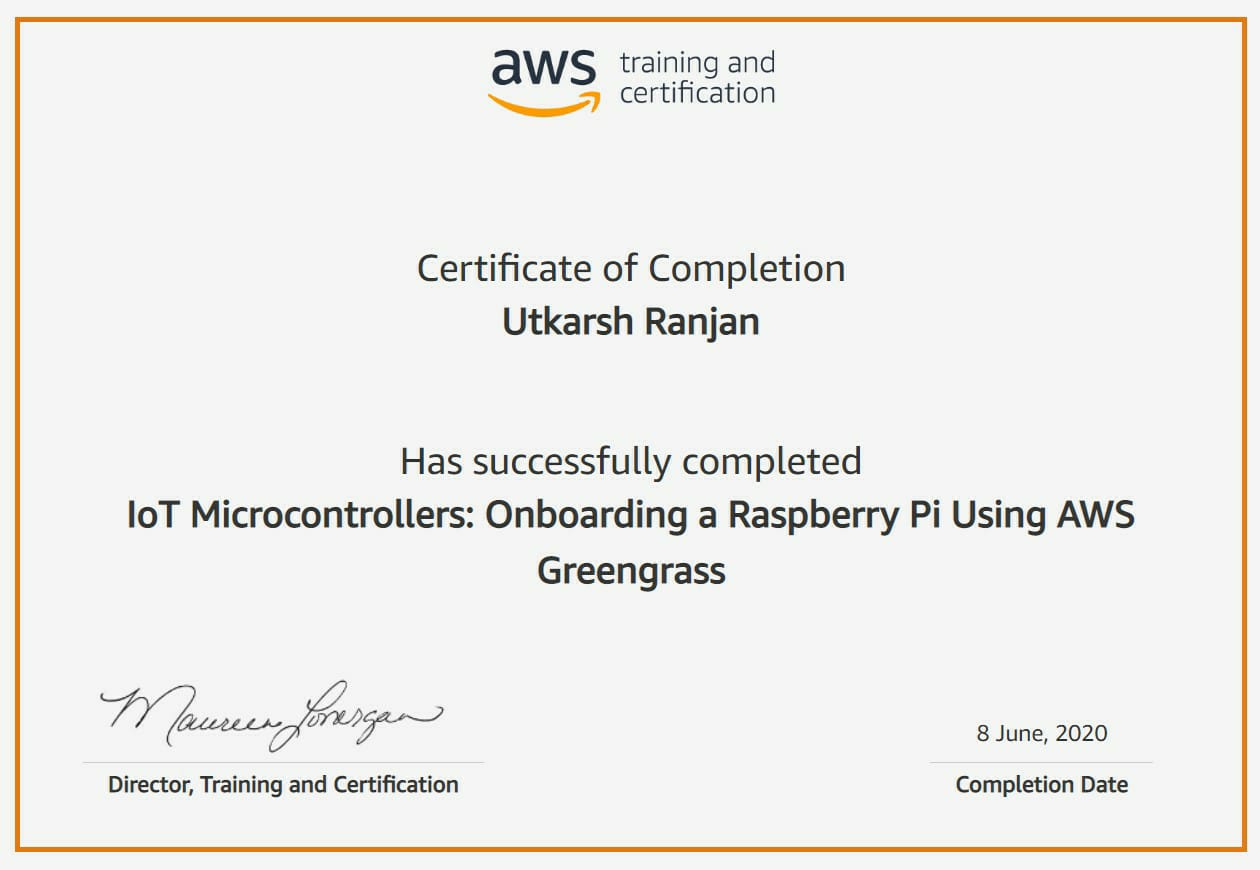 aws training and
certification
Certificate of Completion
Utkarsh Ranjan
Has successfully completed
IoT Microcontrollers: Onboarding a Raspberry Pi Using AWS
Greengrass
Maureen Lonergan
8 June, 2020
Director, Training and Certification
Completion Date